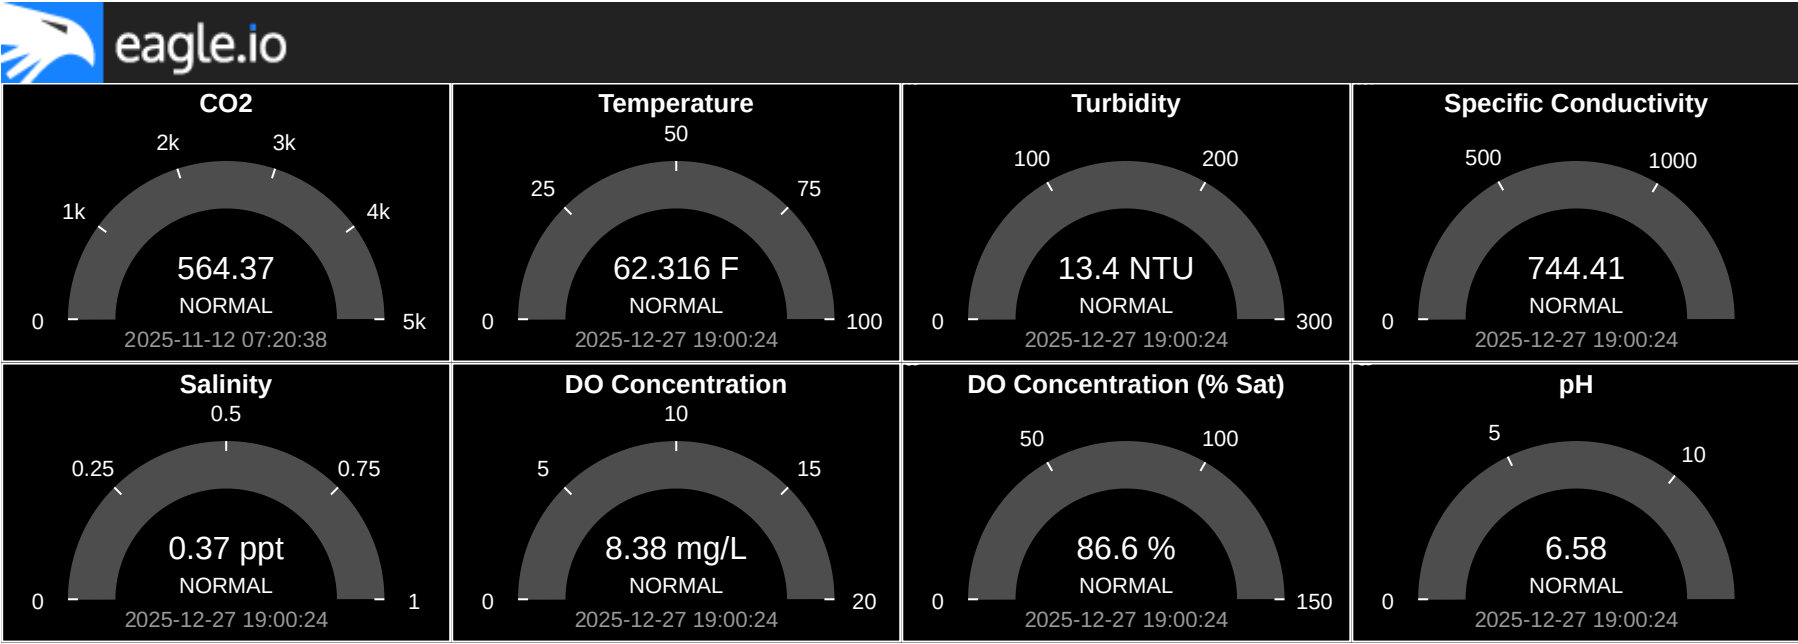 eagle.io
CO2
2k
3k
1k
4k
564.37
NORMAL
0
5k
2025-11-12 07:20:38
Temperature
50
25
75
62.316 F
NORMAL
0
100
2025-12-27 19:00:24
Turbidity
100
200
13.4 NTU
NORMAL
0
300
2025-12-27 19:00:24
Specific Conductivity
500
1000
744.41
NORMAL
0
2025-12-27 19:00:24
Salinity
0.5
0.25
0.75
0.37 ppt
NORMAL
0
1
2025-12-27 19:00:24
DO Concentration
10
5
15
8.38 mg/L
NORMAL
0
20
2025-12-27 19:00:24
DO Concentration (% Sat)
50
100
86.6 %
NORMAL
0
150
2025-12-27 19:00:24
pH
5
10
6.58
NORMAL
0
2025-12-27 19:00:24